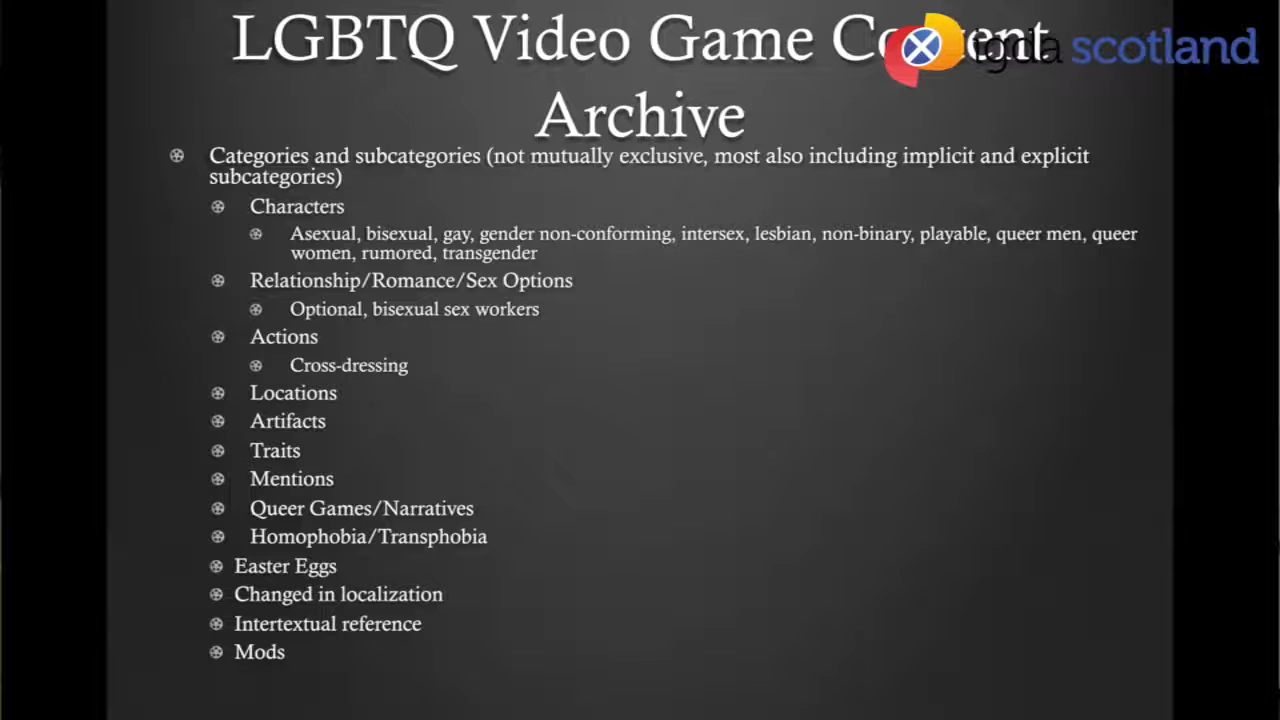 LGBTQ Video Game Content
Archive
igda scotland
Categories and subcategories (not mutually exclusive, most also including implicit and explicit
subcategories)
Characters
Asexual, bisexual, gay, gender non-conforming, intersex, lesbian, non-binary, playable, queer men, queer
women, rumored, transgender
Relationship/Romance/Sex Options
Optional, bisexual sex workers
Actions
Cross-dressing
Locations
Artifacts
Traits
Mentions
Queer Games/Narratives
Homophobia/Transphobia
Easter Eggs
Changed in localization
Intertextual reference
Mods